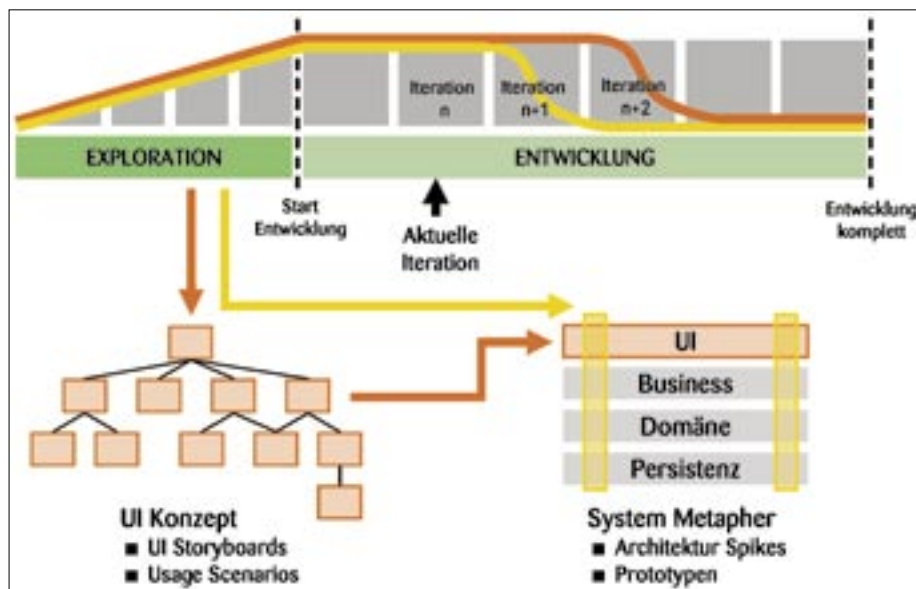 Iteration
n
Iteration
n+1
Iteration
n+2
EXPLORATION
ENTWICKLUNG
Start
Entwicklung
Aktuelle
Iteration
Entwicklung
komplett
UI
Business
Domäne
Persistenz
UI Konzept
■ UI Storyboards
■ Usage Scenarios
System Metapher
■ Architektur Spikes
■ Prototypen